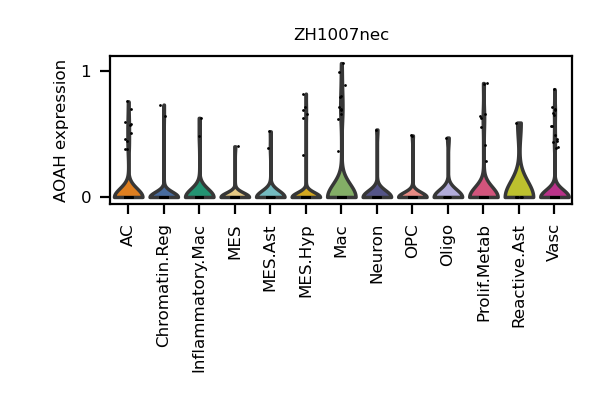 ZH1007nec
AOAH expression
1
0
AC
Chromatin.Reg
Inflammatory.Mac
MES
MES.Ast
MES.Hyp
Mac
Neuron
OPC
Oligo
Prolif.Metab
Reactive.Ast
Vasc